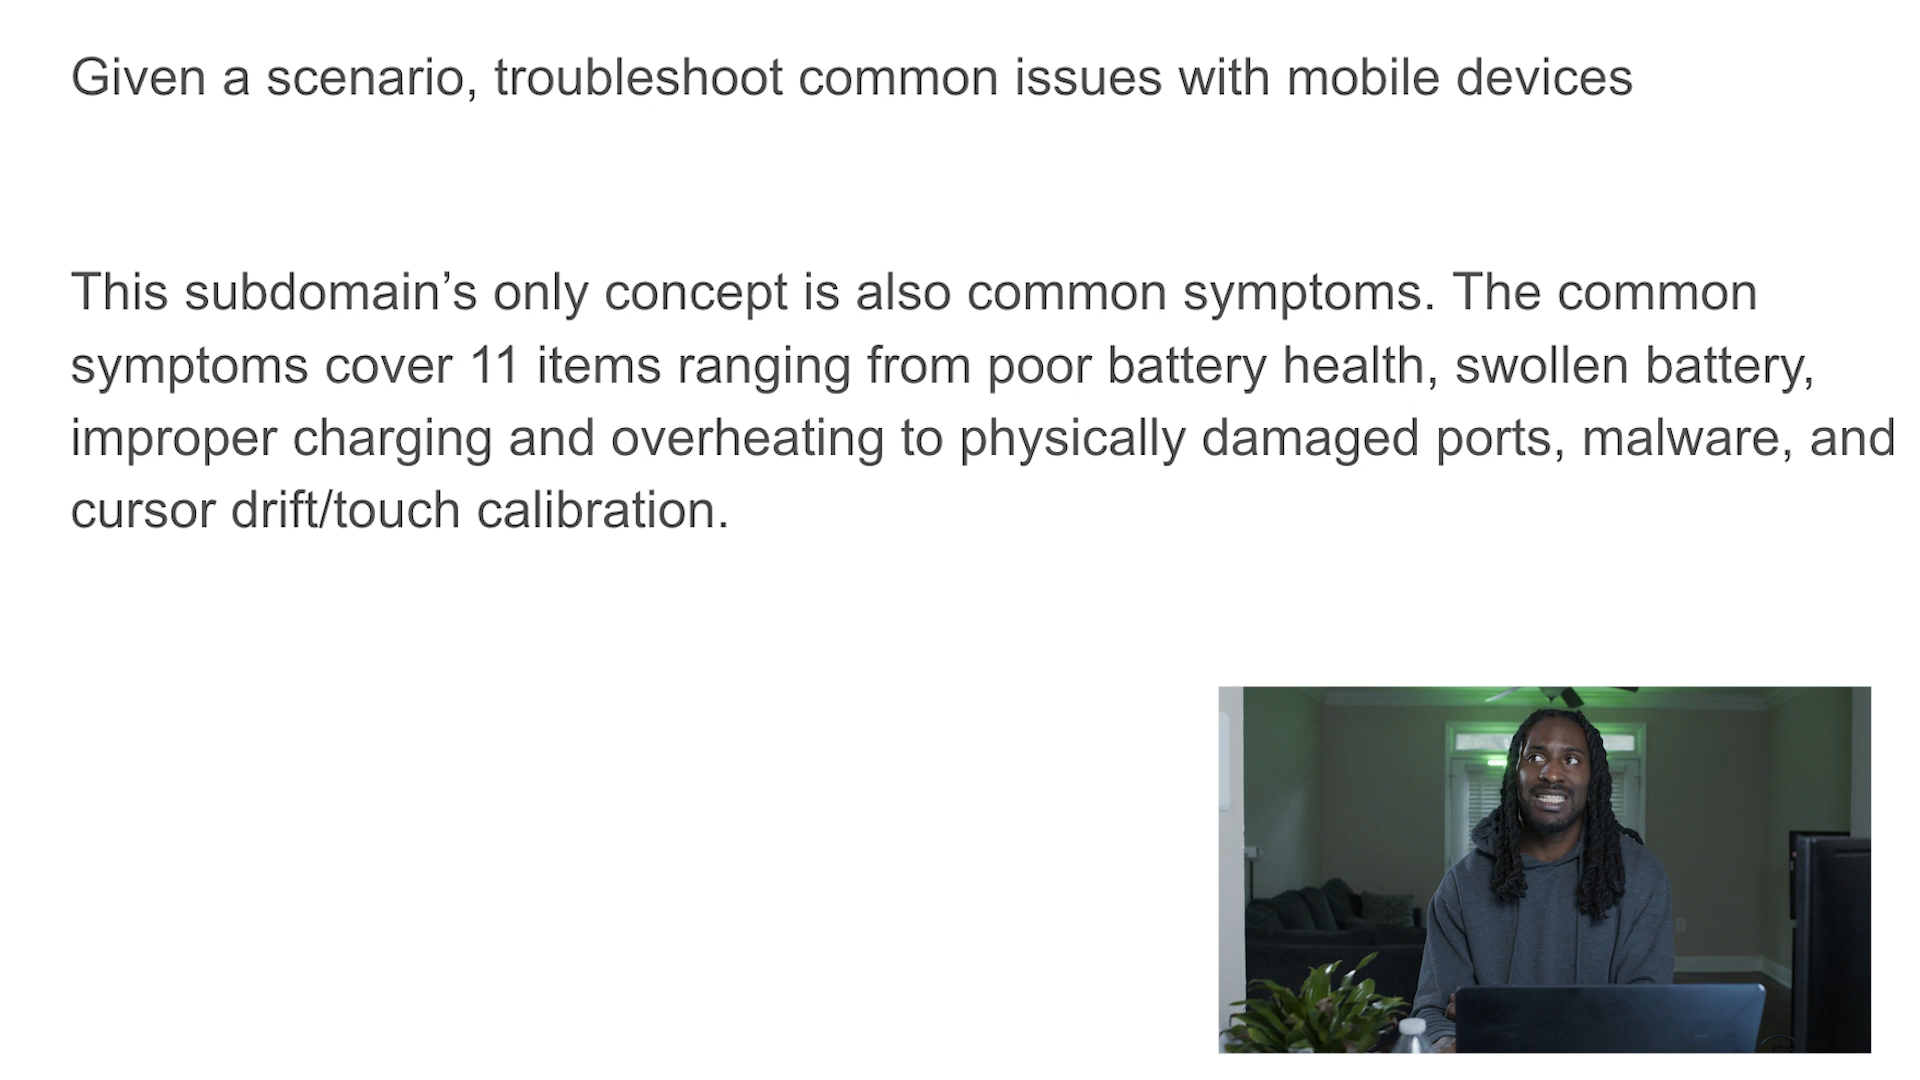 Given a scenario, troubleshoot common issues with mobile devices
This subdomain’s only concept is also common symptoms. The common
symptoms cover 11 items ranging from poor battery health, swollen battery,
improper charging and overheating to physically damaged ports, malware, and
cursor drift/touch calibration.